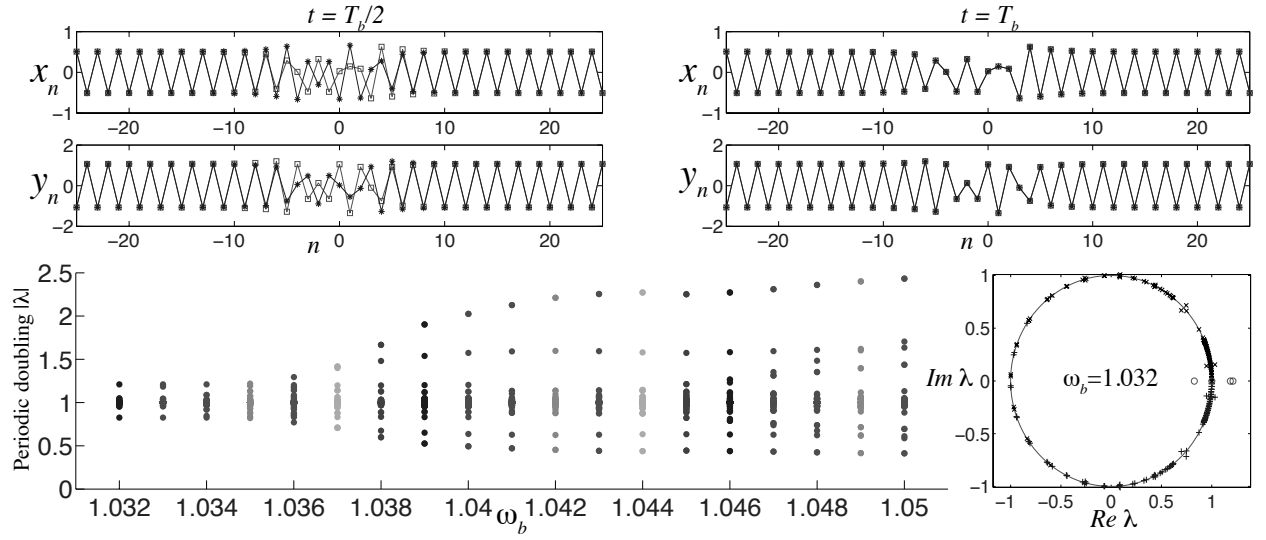 t = T_b/2
1
0
−1
x_n
−20 −10 0 10 20
2
0
−2
y_n
−20 −10 n 0 10 20
t = T_b
1
0
−1
x_n
−20 −10 0 10 20
2
0
−2
y_n
−20 −10 n 0 10 20
Periodic doubling |λ|
2.5
2
1.5
1
0.5
0
1.032 1.034 1.036 1.038 1.04 1.042 1.044 1.046 1.048 1.05
ω_b
1
0.5
Im λ 0
−0.5
−1
ω_b=1.032
−1 −0.5 0 0.5 1
Re λ